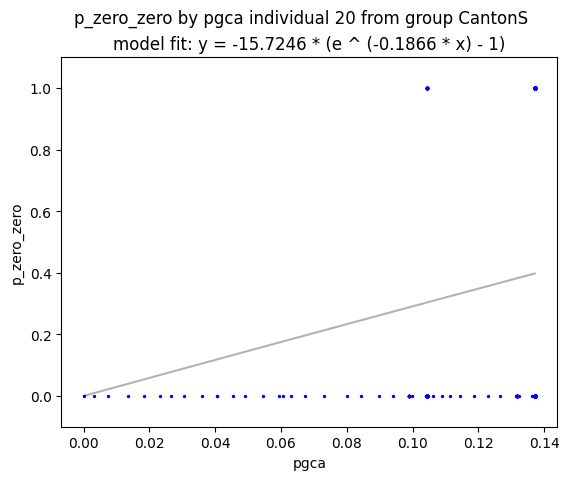 p_zero_zero by pgca individual 20 from group CantonS
model fit: y = -15.7246 * (e ^ (-0.1866 * x) - 1)
1.0
0.8
0.6
0.4
0.2
0.0
p_zero_zero
0.00 0.02 0.04 0.06 0.08 0.10 0.12 0.14
pgca